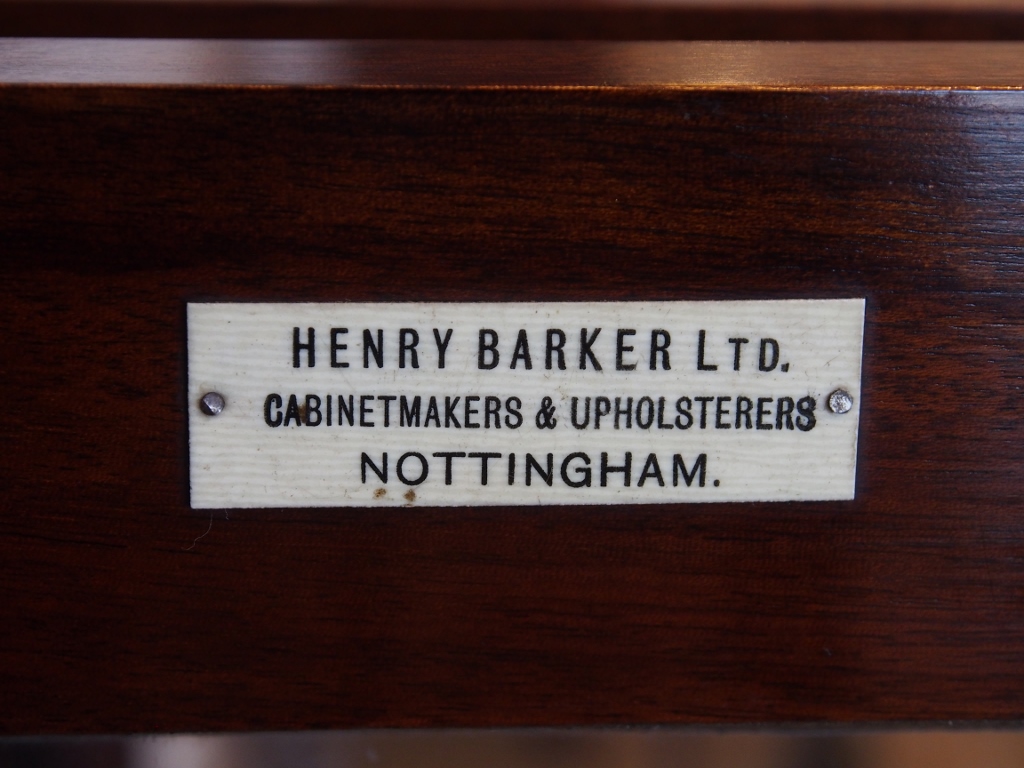 HENRY BARKER LTD.
CABINETMAKERS & UPHOLSTERERS
NOTTINGHAM.